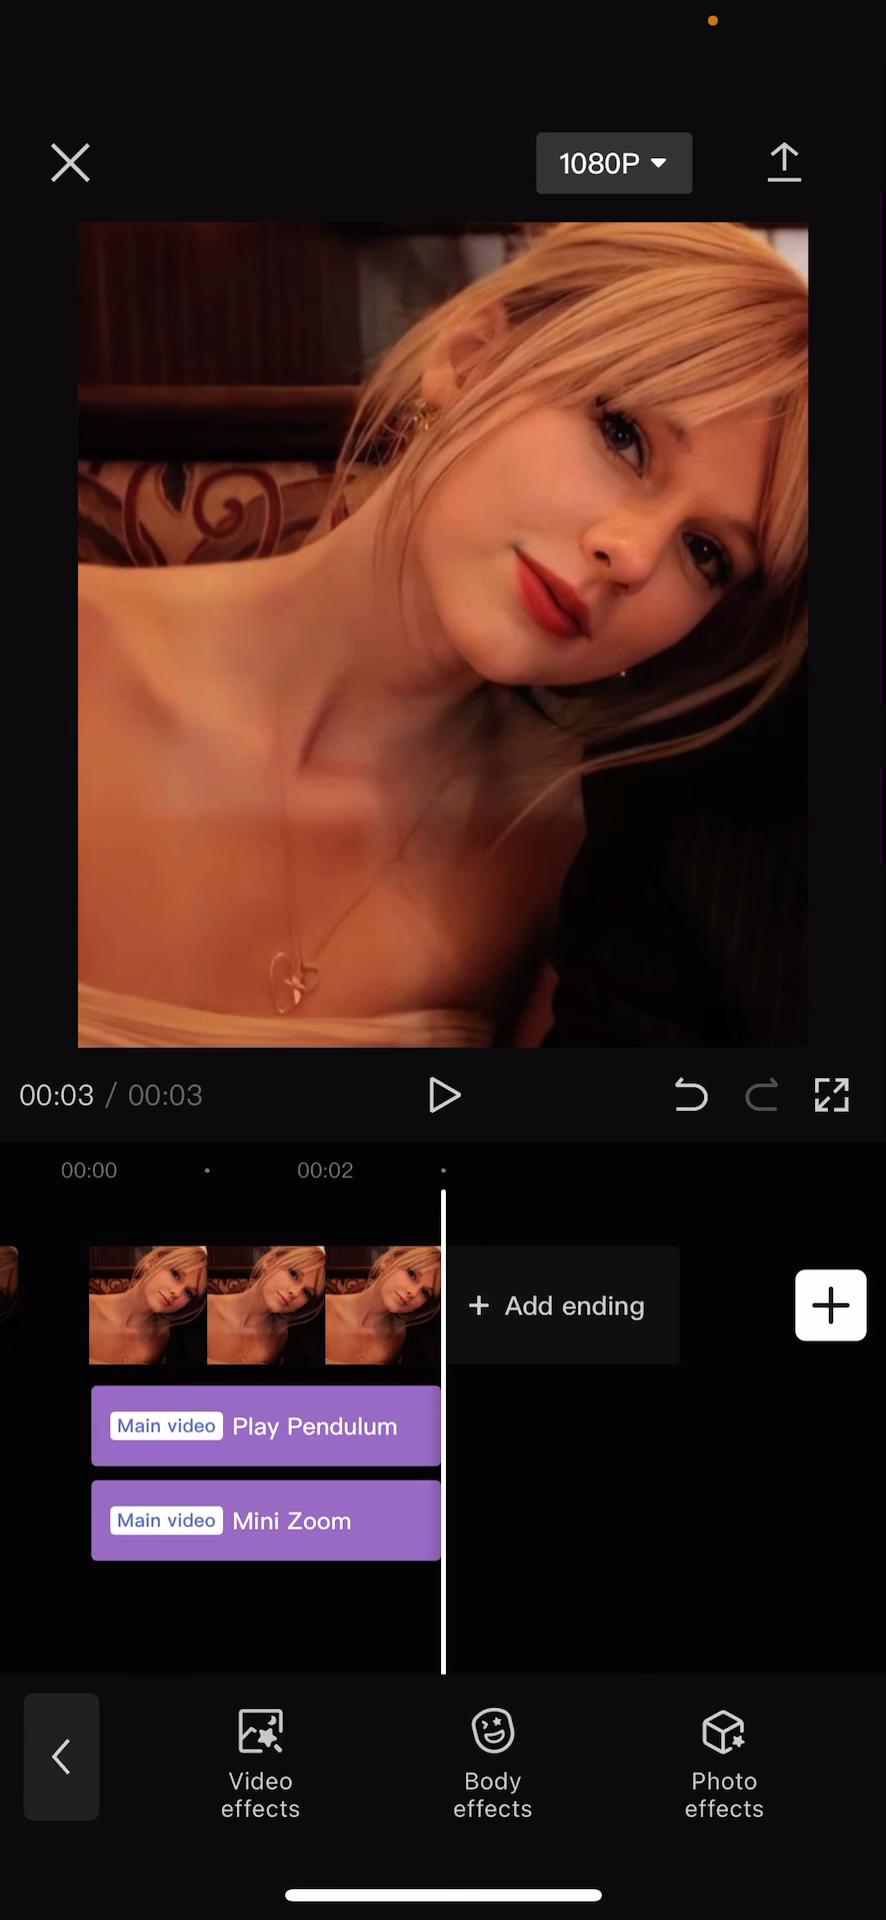 1080P
00:03 / 00:03
00:00
00:02
+ Add ending
Main video Play Pendulum
Main video Mini Zoom
Video effects
Body effects
Photo effects